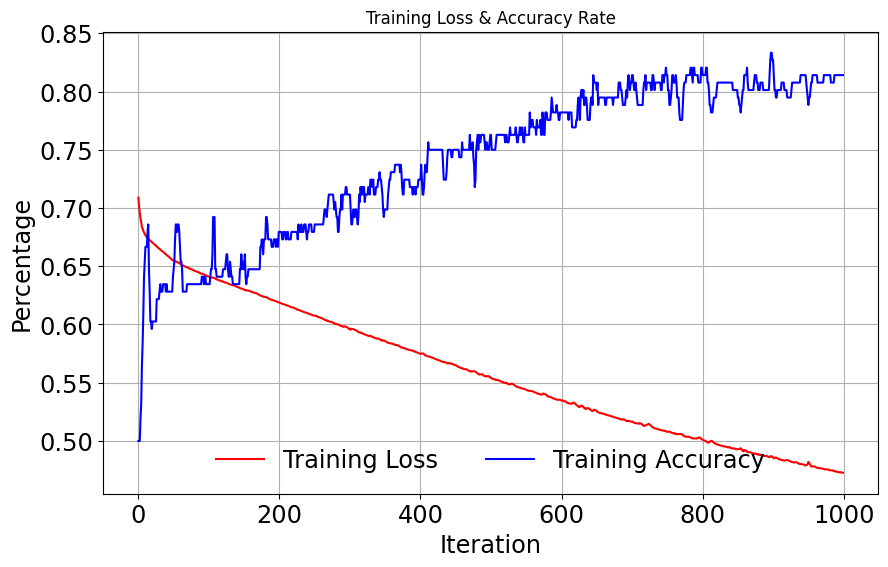 Training Loss & Accuracy Rate
0.85
0.80
0.75
0.70
0.65
0.60
0.55
0.50
Percentage
Training Loss
Training Accuracy
0 200 400 600 800 1000
Iteration